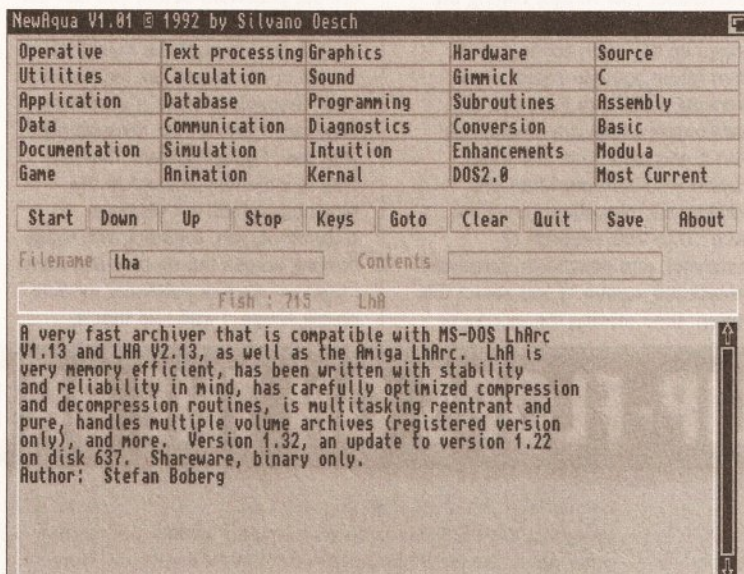 NewAqua V1.01 © 1992 by Silvano Oesch
Operative Text processing Graphics Hardware Source
Utilities Calculation Sound Gimmick C
Application Database Programming Subroutines Assembly
Data Communication Diagnostics Conversion Basic
Documentation Simulation Intuition Enhancements Modula
Game Animation Kernal DOS2.0 Most Current
Start Down Up Stop Keys Goto Clear Quit Save About
Filename lha Contents
Fish : 715 LhA
A very fast archiver that is compatible with MS-DOS LhArc
V1.13 and LHA V2.13, as well as the Amiga LhArc. LhA is
very memory efficient, has been written with stability
and reliability in mind, has carefully optimized compression
and decompression routines, is multitasking reentrant and
pure, handles multiple volume archives (registered version
only), and more. Version 1.32, an update to version 1.22
on disk 637. Shareware, binary only.
Author: Stefan Boberg